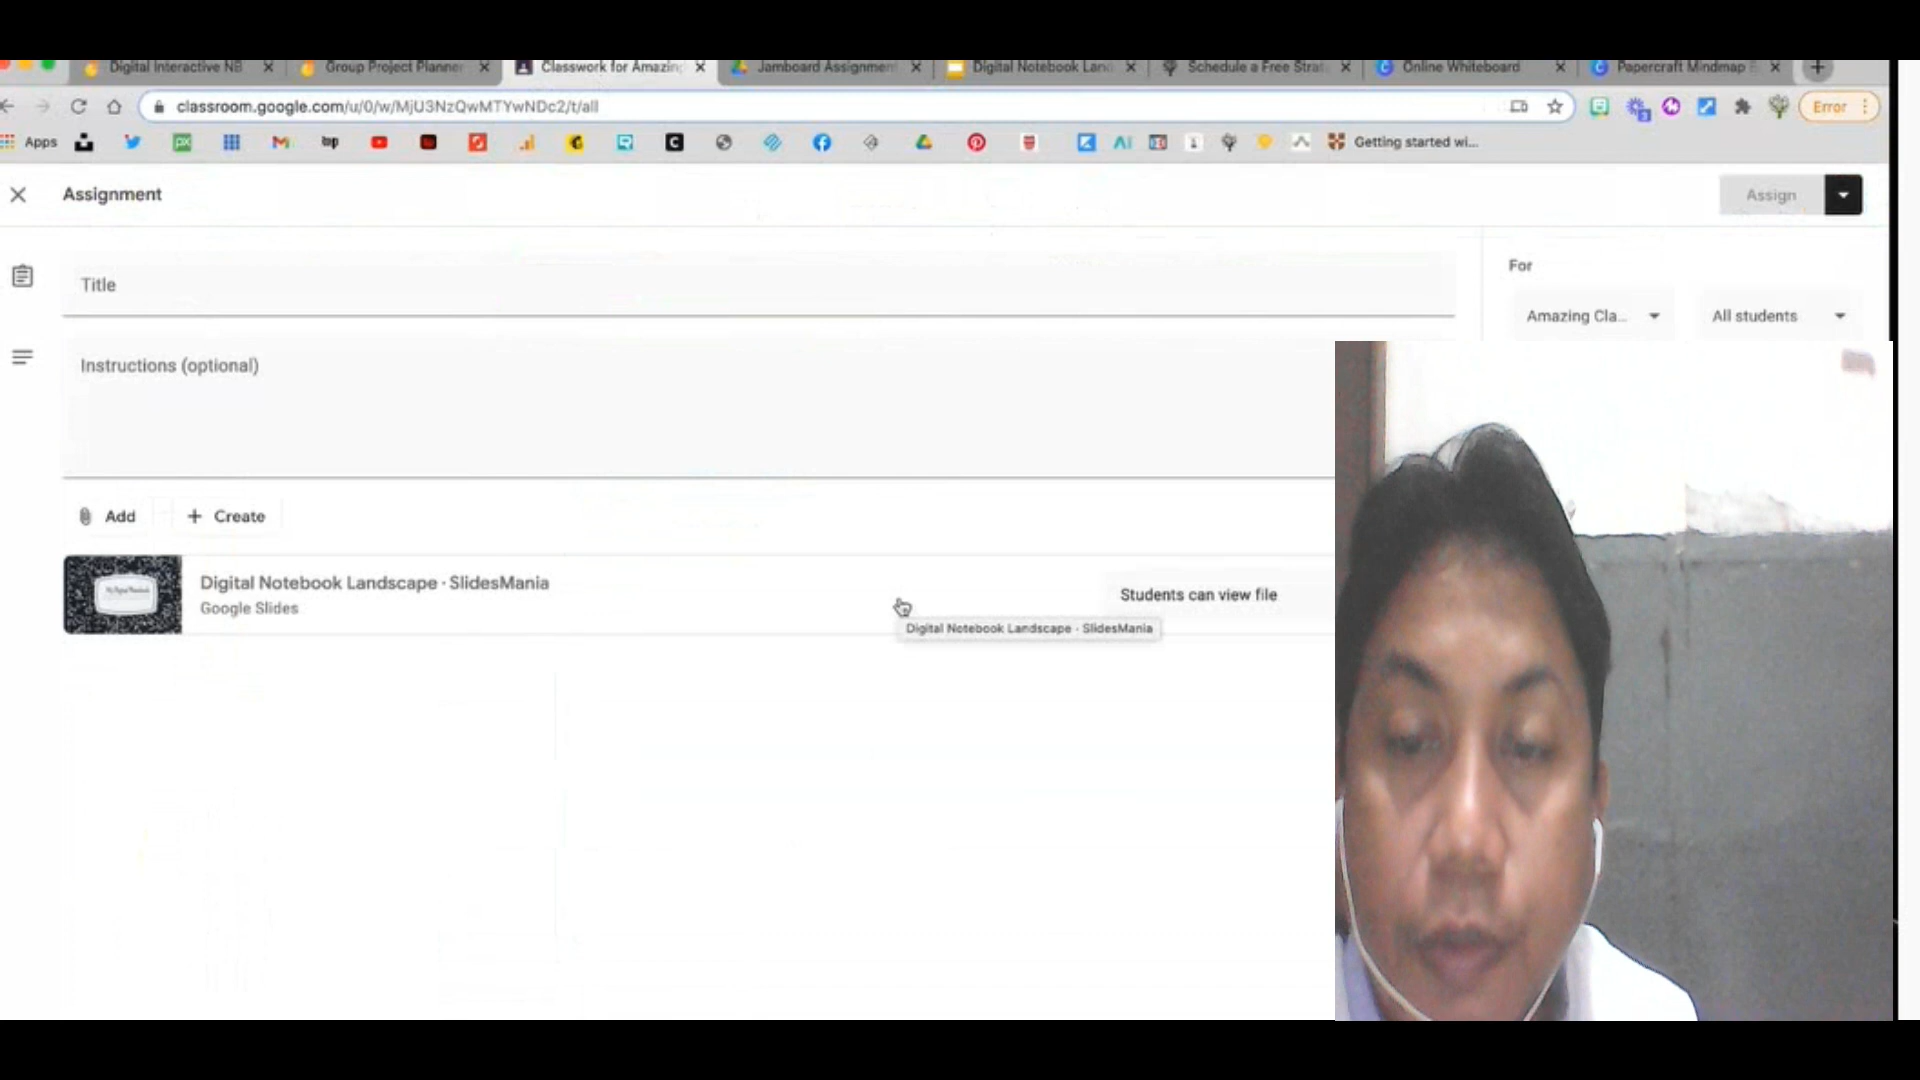 Digital Interactive NB
Group Project Planner
Classwork for Amazing
Jamboard Assignment
Digital Notebook Land
Schedule a Free Strat
Online Whiteboard
Papercraft Mindmap
classroom.google.com/u/0/w/MjU3NzQwMTYwNDc2/t/all
Error
Apps
Getting started wi...
Assignment
Assign
Title
For
Amazing Cla...
All students
Instructions (optional)
Add
Create
Digital Notebook Landscape · SlidesMania
Google Slides
Students can view file
Digital Notebook Landscape - SlidesMania